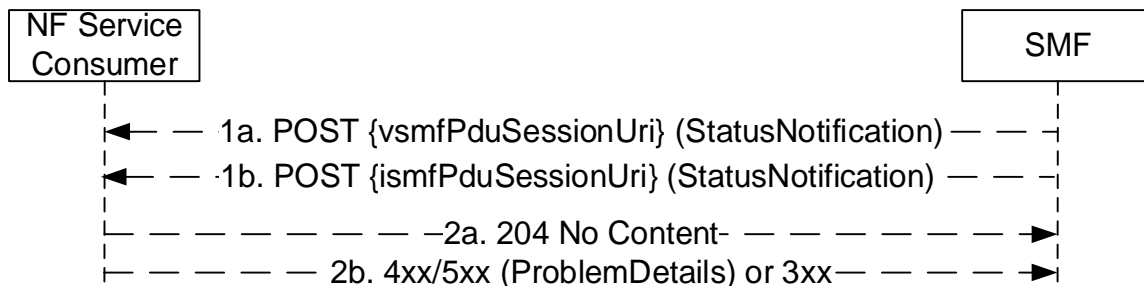 NF Service
Consumer
SMF
1a. POST {vsmfPduSessionUri} (StatusNotification)
1b. POST {ismfPduSessionUri} (StatusNotification)
2a. 204 No Content
2b. 4xx/5xx (ProblemDetails) or 3xx